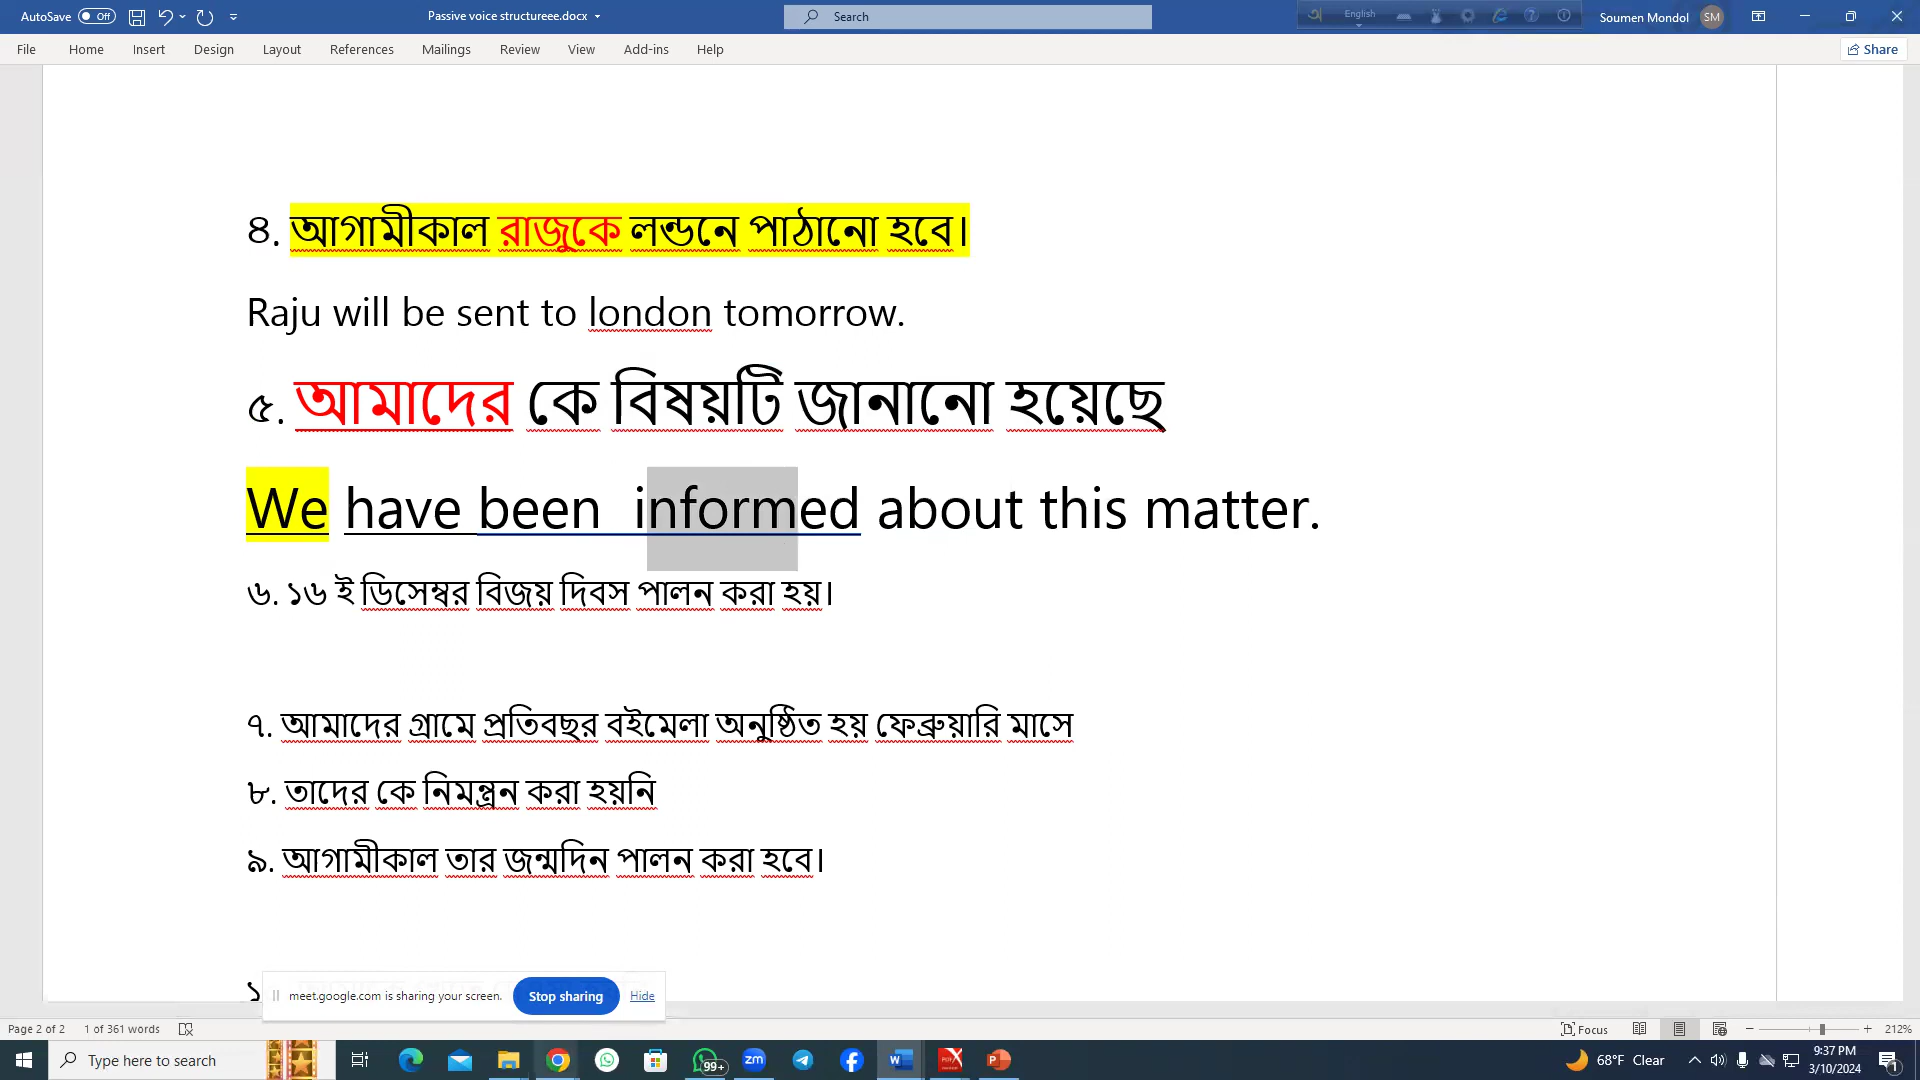 AutoSave Off Passive voice structureee.docx Search English Soumen Mondol SM
File Home Insert Design Layout References Mailings Review View Add-ins Help Share
৪. আগামীকাল রাজুকে লন্ডনে পাঠানো হবে।
Raju will be sent to london tomorrow.
৫. আমাদের কে বিষয়টি জানানো হয়েছে
We have been informed about this matter.
৬. ১৬ ই ডিসেম্বর বিজয় দিবস পালন করা হয়।
৭. আমাদের গ্রামে প্রতিবছর বইমেলা অনুষ্ঠিত হয় ফেব্রুয়ারি মাসে
৮. তাদের কে নিমন্ত্রন করা হয়নি
৯. আগামীকাল তার জন্মদিন পালন করা হবে।
meet.google.com is sharing your screen. Stop sharing Hide
Page 2 of 2 1 of 361 words Focus 212%
Type here to search 99+ zm 68°F Clear 9:37 PM
3/10/2024 1